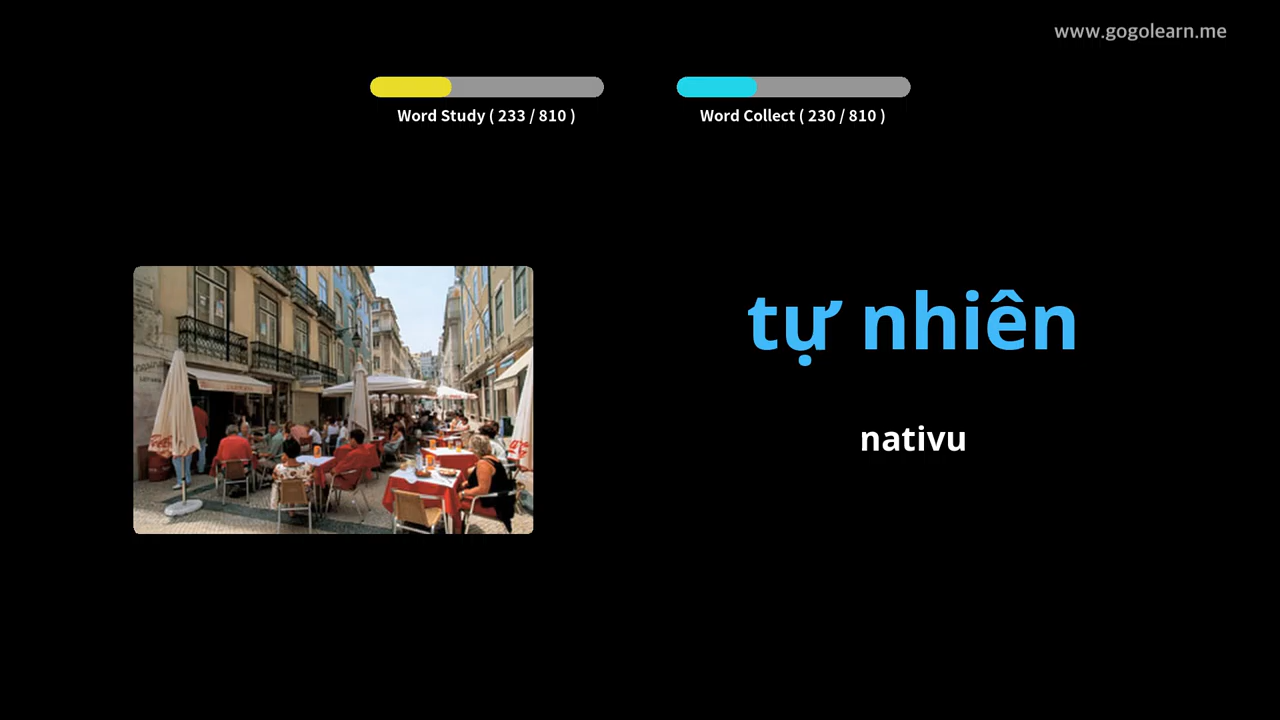 www.gogolearn.me
Word Study ( 233 / 810 )
Word Collect ( 230 / 810 )
tự nhiên
nativu